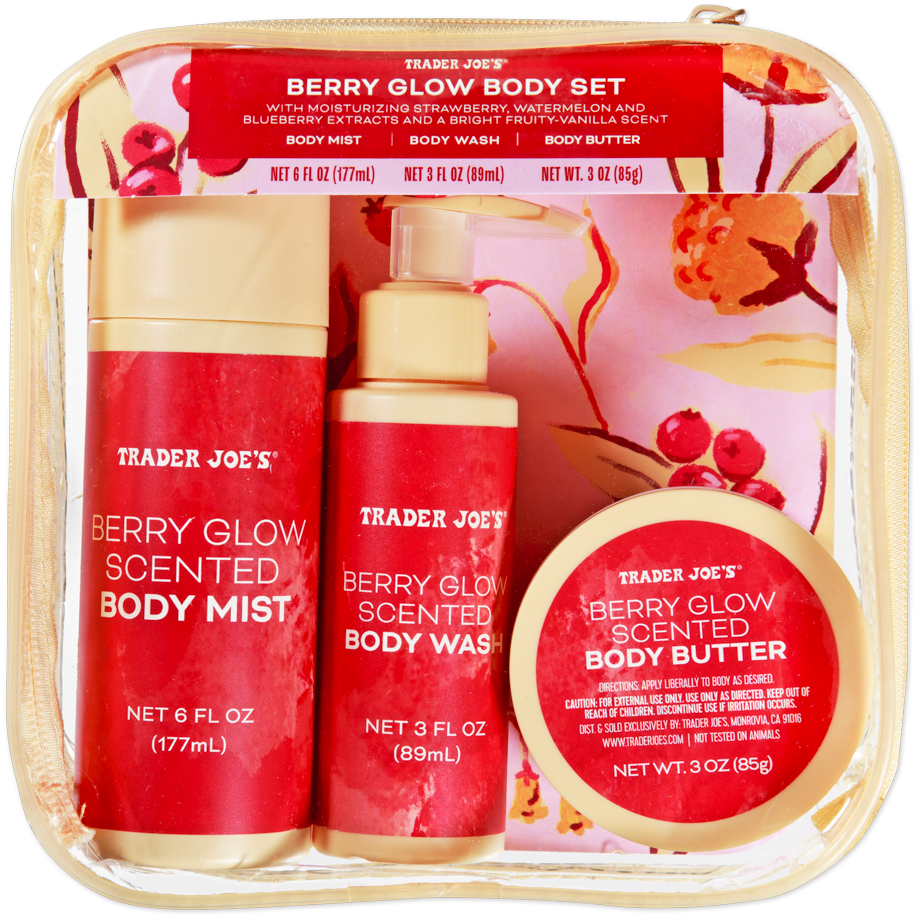 TRADER JOE'S®
BERRY GLOW BODY SET
WITH MOISTURIZING STRAWBERRY, WATERMELON AND
BLUEBERRY EXTRACTS AND A BRIGHT FRUITY-VANILLA SCENT
BODY MIST | BODY WASH | BODY BUTTER
NET 6 FL OZ (177mL) NET 3 FL OZ (89mL) NET WT. 3 OZ (85g)
TRADER JOE'S®
BERRY GLOW
SCENTED
BODY MIST
NET 6 FL OZ
(177mL)
TRADER JOE'S®
BERRY GLOW
SCENTED
BODY WASH
NET 3 FL OZ
(89mL)
TRADER JOE'S®
BERRY GLOW
SCENTED
BODY BUTTER
DIRECTIONS: APPLY LIBERALLY TO BODY AS DESIRED.
CAUTION: FOR EXTERNAL USE ONLY. USE ONLY AS DIRECTED. KEEP OUT OF
REACH OF CHILDREN. DISCONTINUE USE IF IRRITATION OCCURS.
DIST. & SOLD EXCLUSIVELY BY: TRADER JOE'S, MONROVIA, CA 91016
WWW.TRADERJOES.COM | NOT TESTED ON ANIMALS
NET WT. 3 OZ (85g)